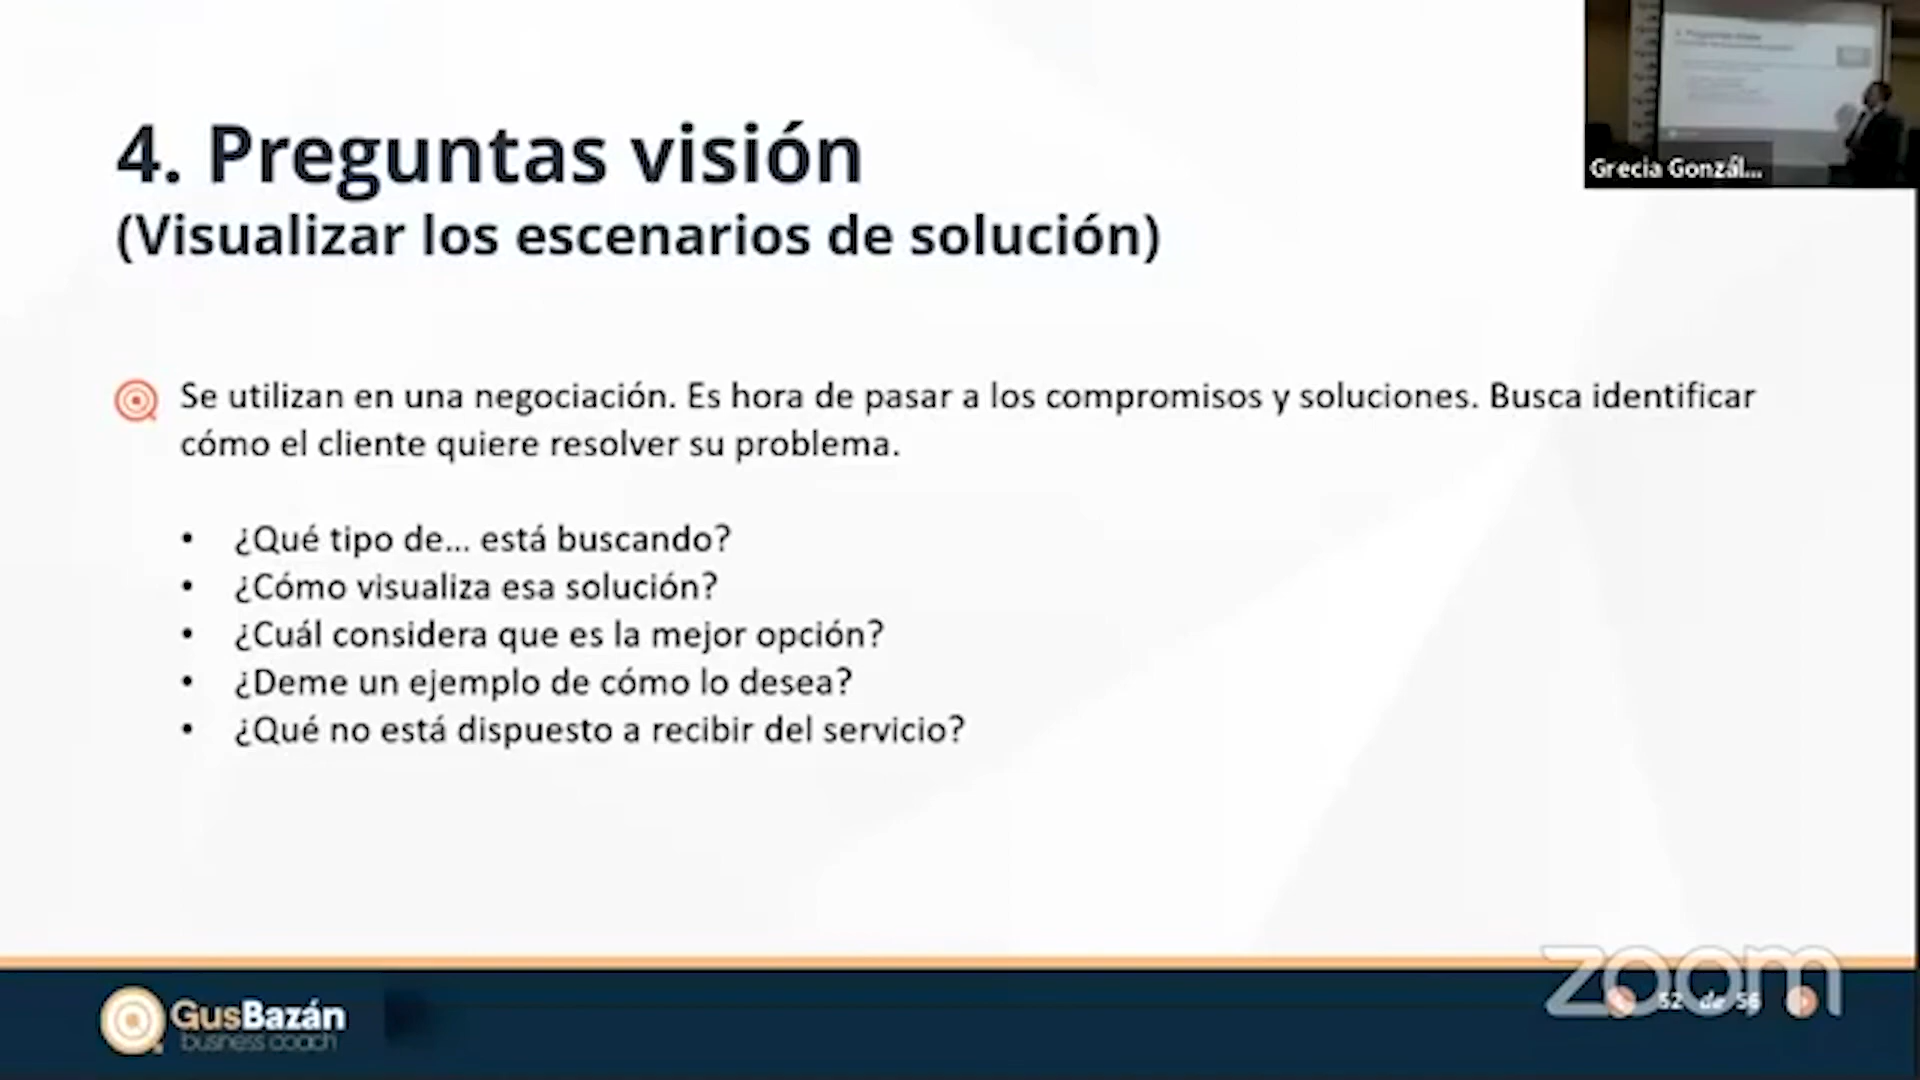 4. Preguntas visión
(Visualizar los escenarios de solución)
Grecia Gonzál...
Se utilizan en una negociación. Es hora de pasar a los compromisos y soluciones. Busca identificar
cómo el cliente quiere resolver su problema.
• ¿Qué tipo de... está buscando?
• ¿Cómo visualiza esa solución?
• ¿Cuál considera que es la mejor opción?
• ¿Deme un ejemplo de cómo lo desea?
• ¿Qué no está dispuesto a recibir del servicio?
GusBazán
business coach
zoom
52 de 56